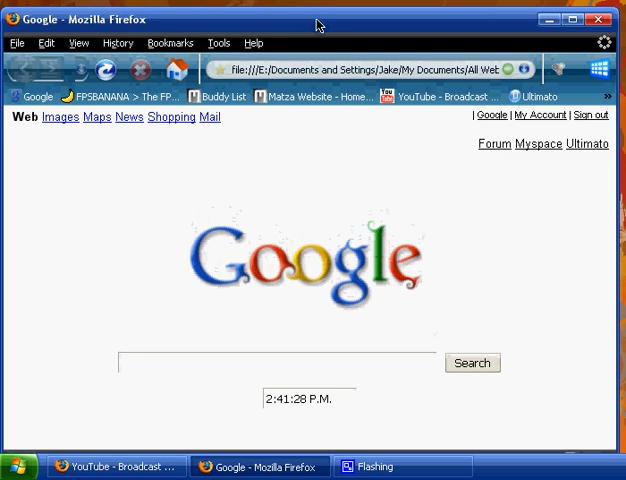 Google - Mozilla Firefox
File Edit View History Bookmarks Tools Help
file:///E:/Documents and Settings/Jake/My Documents/All Web
Google FPSBANANA > The FP... Buddy List Matza Website - Home... YouTube - Broadcast ... Ultimato »
Web Images Maps News Shopping Mail | Google | My Account | Sign out
Forum Myspace Ultimato
Google
Search
2:41:28 P.M.
YouTube - Broadcast ... Google - Mozilla Firefox Flashing